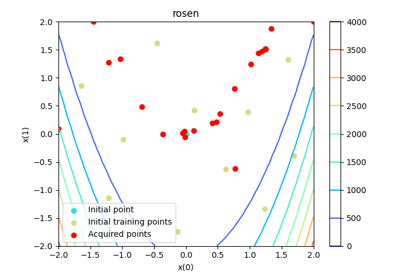 rosen
2.0
1.5
1.0
0.5
0.0
−0.5
−1.0
−1.5
−2.0
x(1)
−2.0 −1.5 −1.0 −0.5 0.0 0.5 1.0 1.5 2.0
x(0)
Initial point
Initial training points
Acquired points
4000
3500
3000
2500
2000
1500
1000
500
0